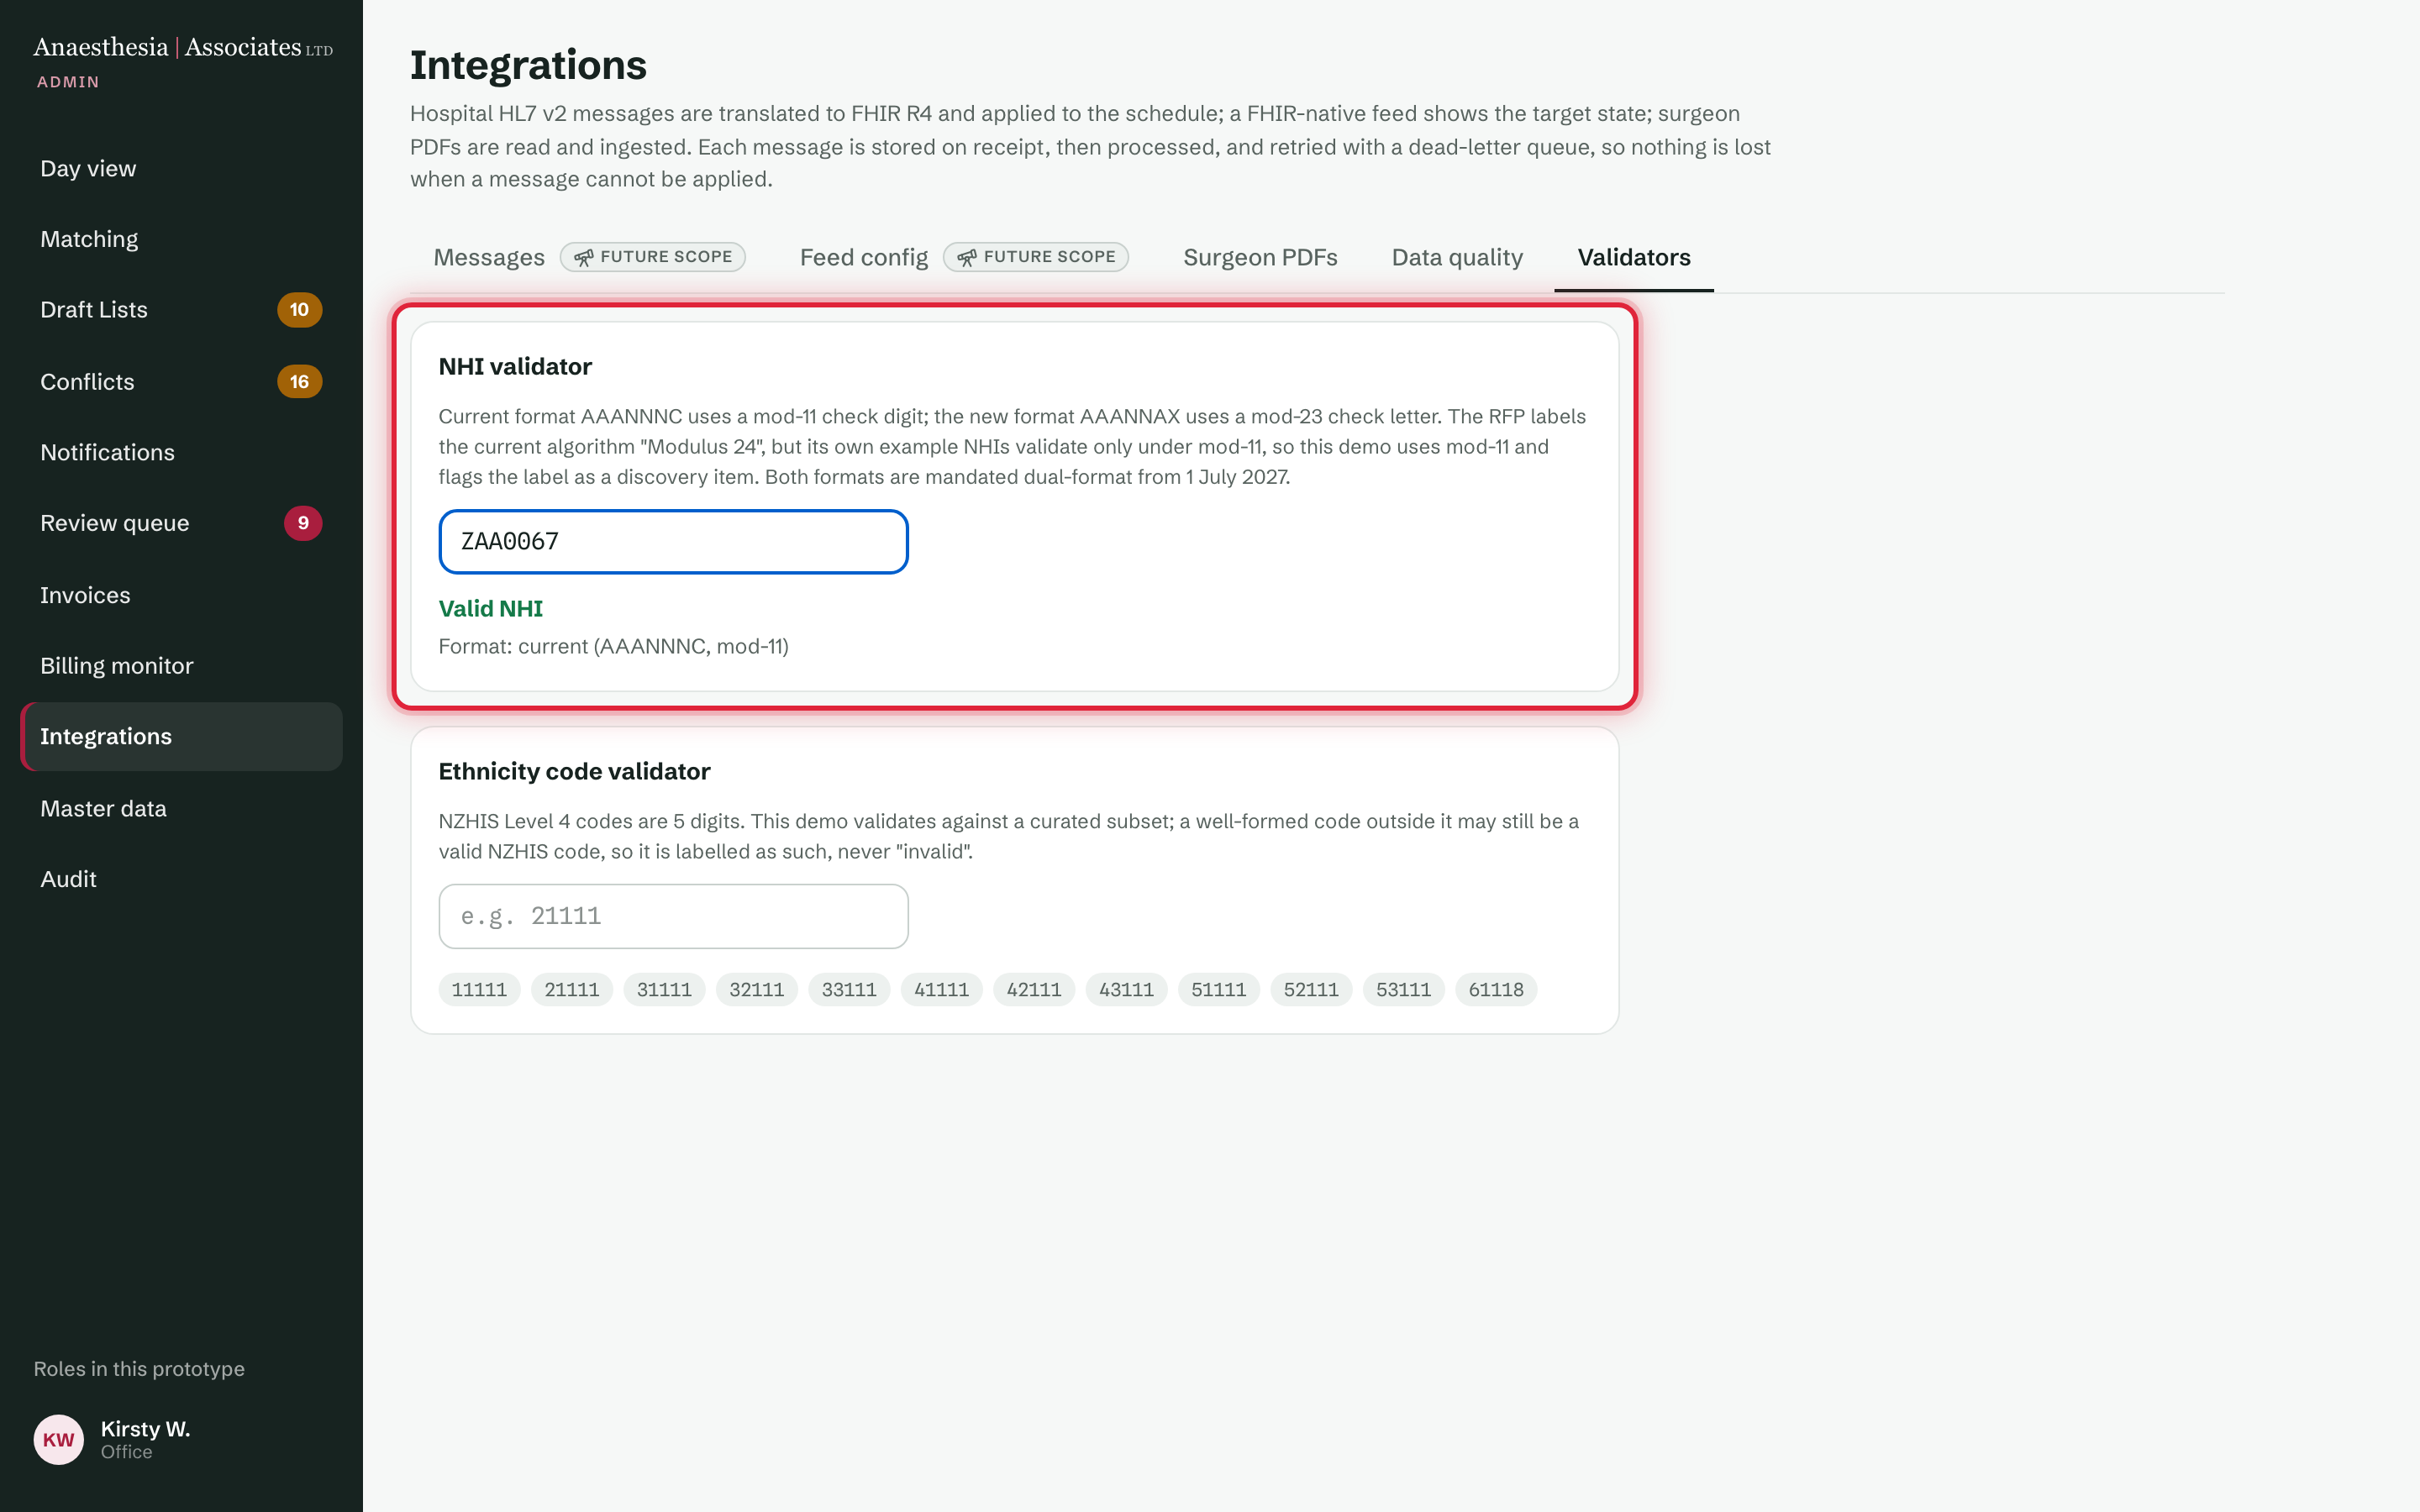 Anaesthesia | Associates LTD
ADMIN
Day view
Matching
Draft Lists 10
Conflicts 16
Notifications
Review queue 9
Invoices
Billing monitor
Integrations
Master data
Audit
Roles in this prototype
KW
Kirsty W.
Office
Integrations
Hospital HL7 v2 messages are translated to FHIR R4 and applied to the schedule; a FHIR-native feed shows the target state; surgeon
PDFs are read and ingested. Each message is stored on receipt, then processed, and retried with a dead-letter queue, so nothing is lost
when a message cannot be applied.
Messages FUTURE SCOPE Feed config FUTURE SCOPE Surgeon PDFs Data quality Validators
NHI validator
Current format AAANNNC uses a mod-11 check digit; the new format AAANNAX uses a mod-23 check letter. The RFP labels
the current algorithm "Modulus 24", but its own example NHIs validate only under mod-11, so this demo uses mod-11 and
flags the label as a discovery item. Both formats are mandated dual-format from 1 July 2027.
ZAA0067
Valid NHI
Format: current (AAANNNC, mod-11)
Ethnicity code validator
NZHIS Level 4 codes are 5 digits. This demo validates against a curated subset; a well-formed code outside it may still be a
valid NZHIS code, so it is labelled as such, never "invalid".
e.g. 21111
11111 21111 31111 32111 33111 41111 42111 43111 51111 52111 53111 61118